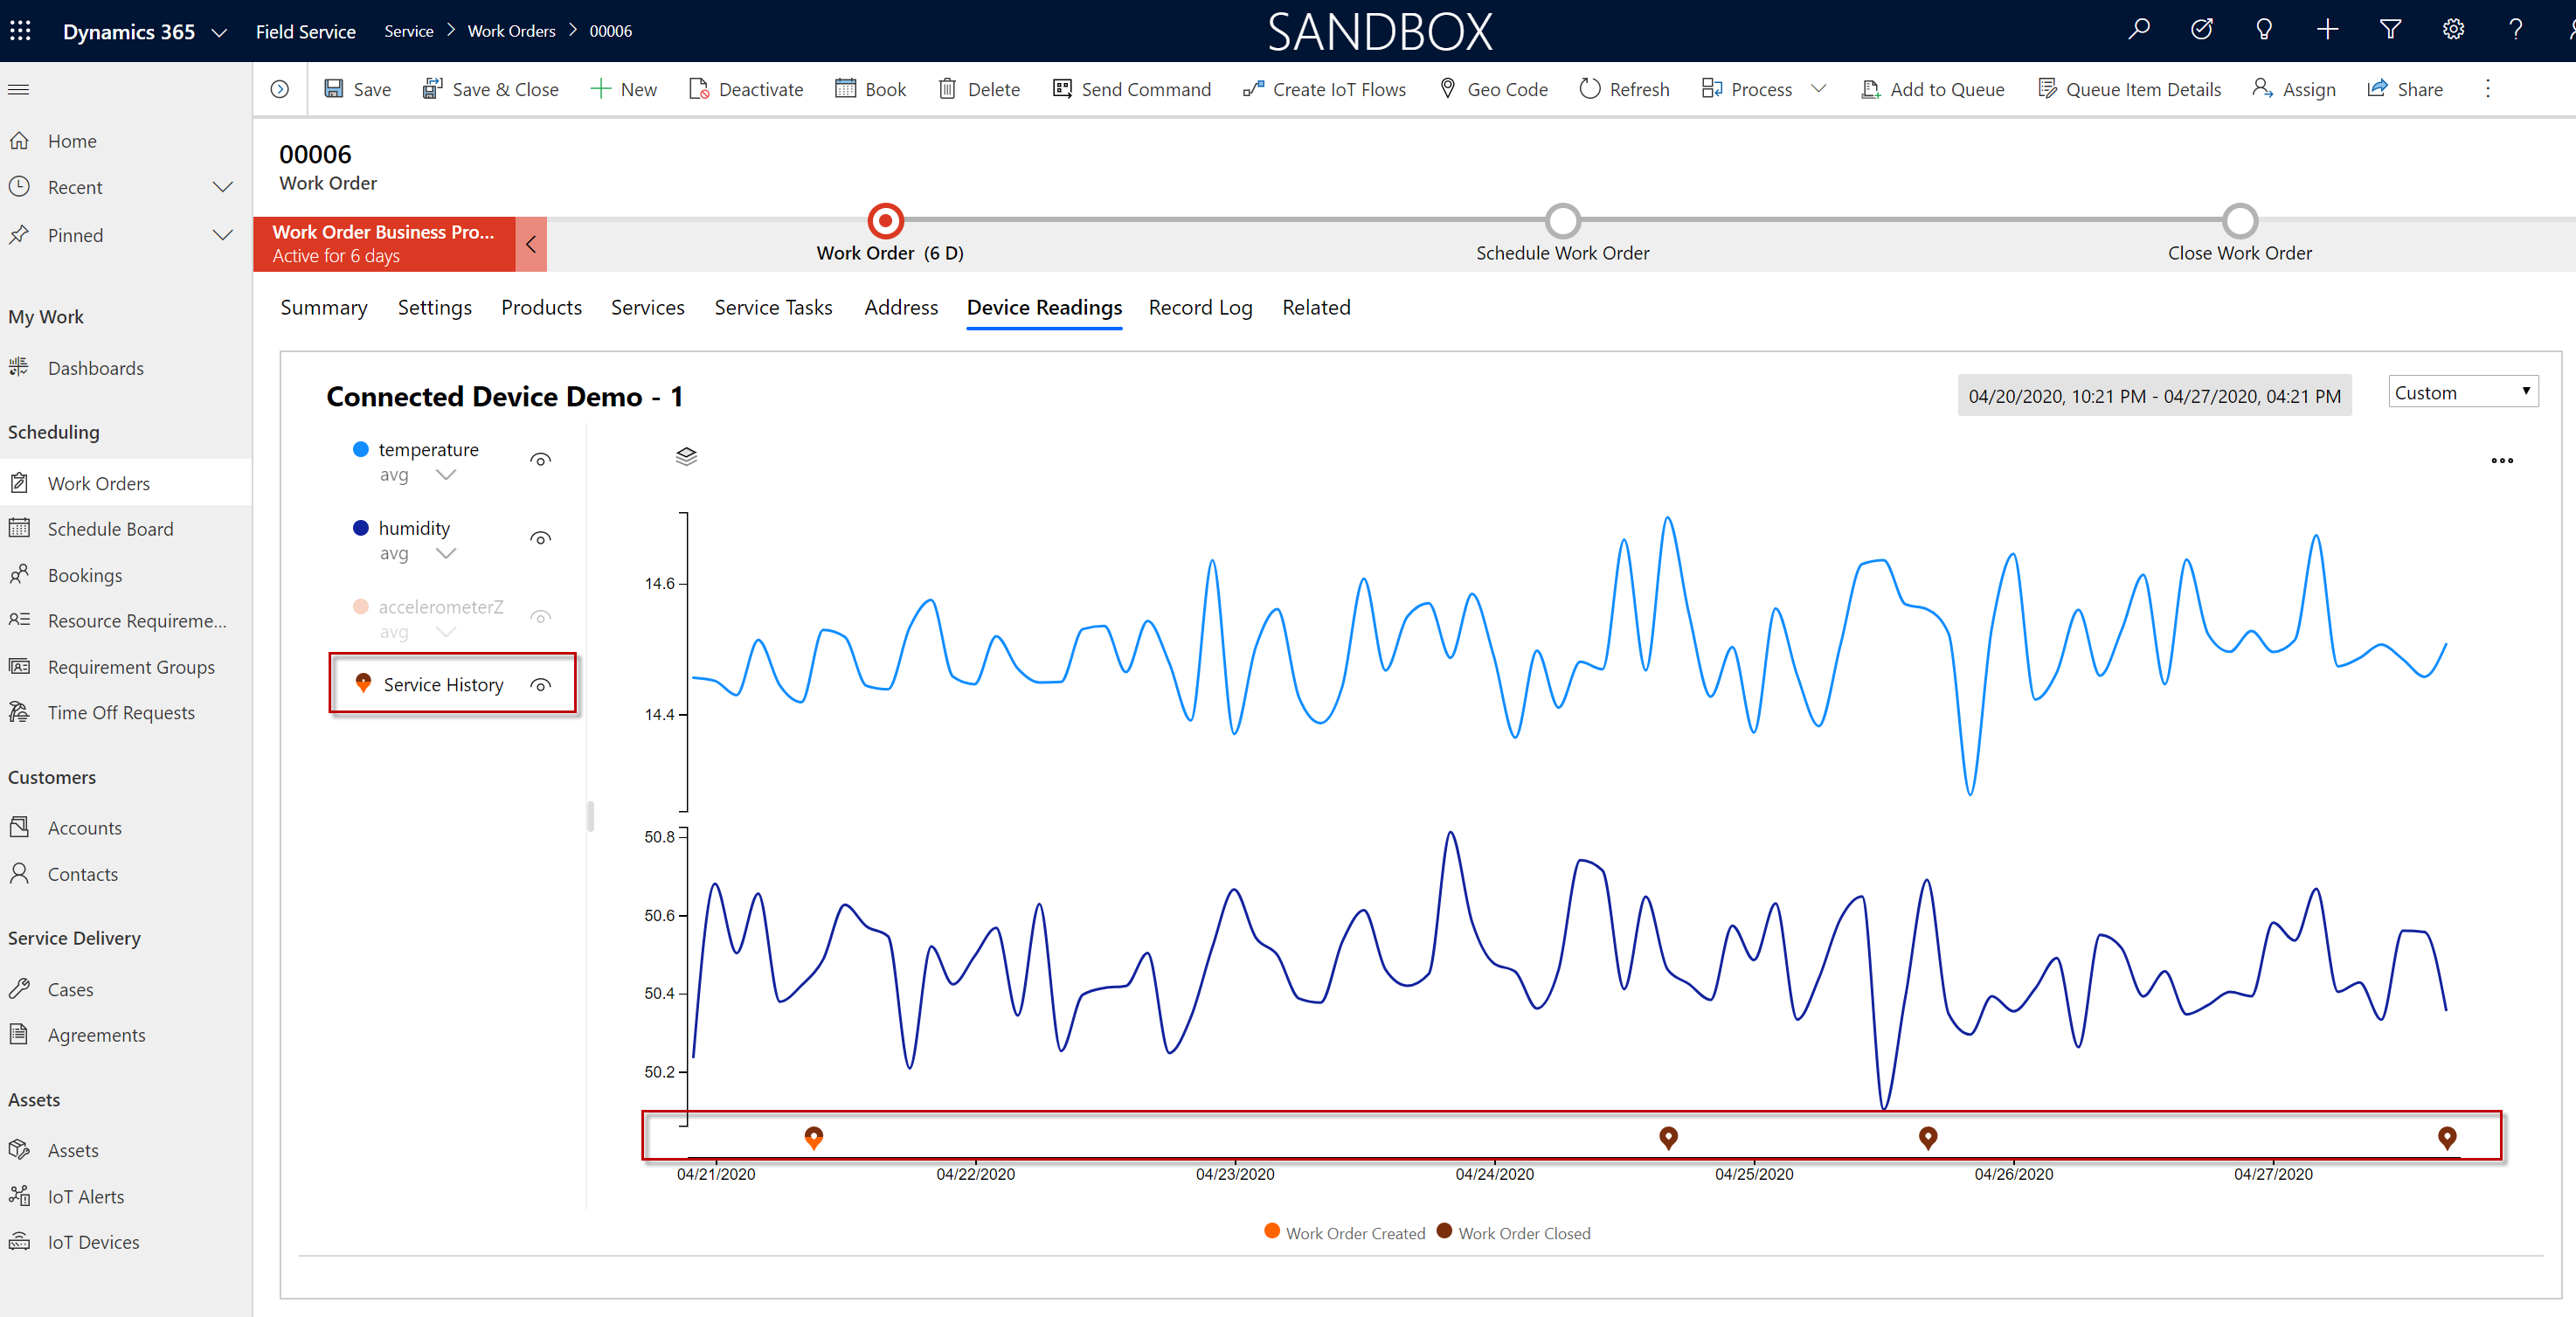 Dynamics 365 Field Service Service > Work Orders > 00006 SANDBOX ?
Save Save & Close New Deactivate Book Delete Send Command Create IoT Flows Geo Code Refresh Process Add to Queue Queue Item Details Assign Share
Home
Recent
Pinned
My Work
Dashboards
Scheduling
Work Orders
Schedule Board
Bookings
Resource Requireme...
Requirement Groups
Time Off Requests
Customers
Accounts
Contacts
Service Delivery
Cases
Agreements
Assets
Assets
IoT Alerts
IoT Devices
00006
Work Order
Work Order Business Pro...
Active for 6 days
Work Order (6 D)
Schedule Work Order
Close Work Order
Summary Settings Products Services Service Tasks Address Device Readings Record Log Related
Connected Device Demo - 1
04/20/2020, 10:21 PM - 04/27/2020, 04:21 PM
Custom
temperature
avg
humidity
avg
accelerometerZ
avg
Service History
14.6
14.4
50.8
50.6
50.4
50.2
04/21/2020 04/22/2020 04/23/2020 04/24/2020 04/25/2020 04/26/2020 04/27/2020
Work Order Created Work Order Closed